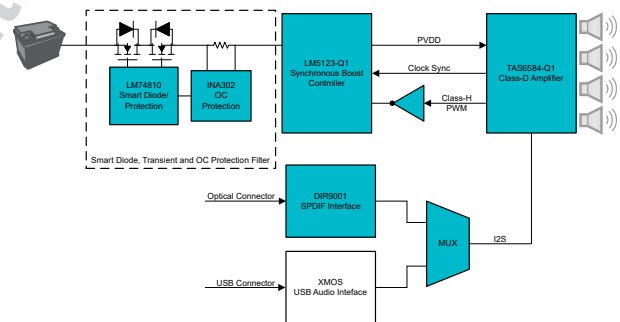 LM74810
Smart Diode/
Protection
INA302
OC
Protection
Smart Diode, Transient and OC Protection Filter
LM5123-Q1
Synchronous Boost
Controller
PVDD
Clock Sync
Class-H
PWM
TAS6584-Q1
Class-D Amplifier
Optical Connector
DIR9001
SPDIF Interface
MUX
I2S
USB Connector
XMOS
USB Audio Inteface